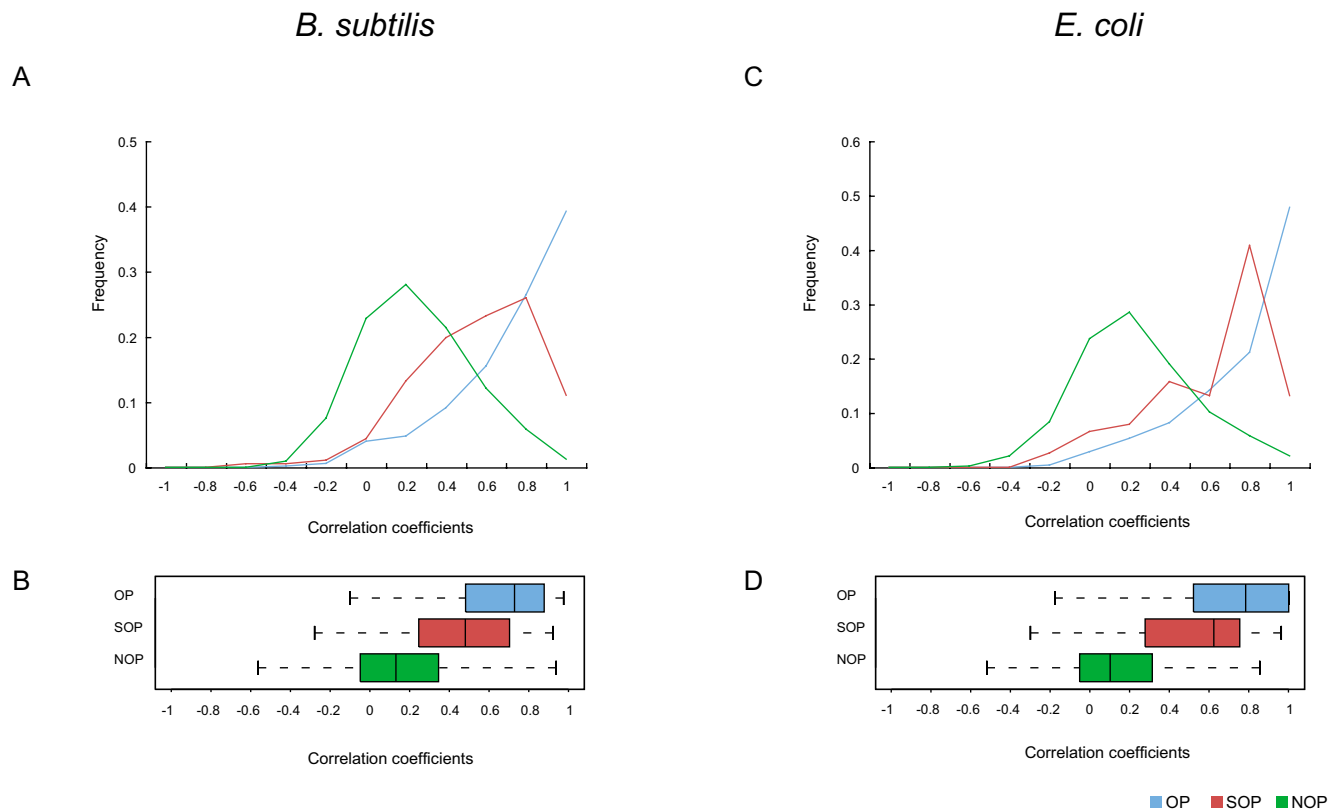 B. subtilis
E. coli
A
C
0.5
0.4
0.3
0.2
0.1
0
Frequency
-1 -0.8 -0.6 -0.4 -0.2 0 0.2 0.4 0.6 0.8 1
Correlation coefficients
0.6
0.5
0.4
0.3
0.2
0.1
0
Frequency
-1 -0.8 -0.6 -0.4 -0.2 0 0.2 0.4 0.6 0.8 1
Correlation coefficients
B
OP
SOP
NOP
-1 -0.8 -0.6 -0.4 -0.2 0 0.2 0.4 0.6 0.8 1
Correlation coefficients
D
OP
SOP
NOP
-1 -0.8 -0.6 -0.4 -0.2 0 0.2 0.4 0.6 0.8 1
Correlation coefficients
OP SOP NOP